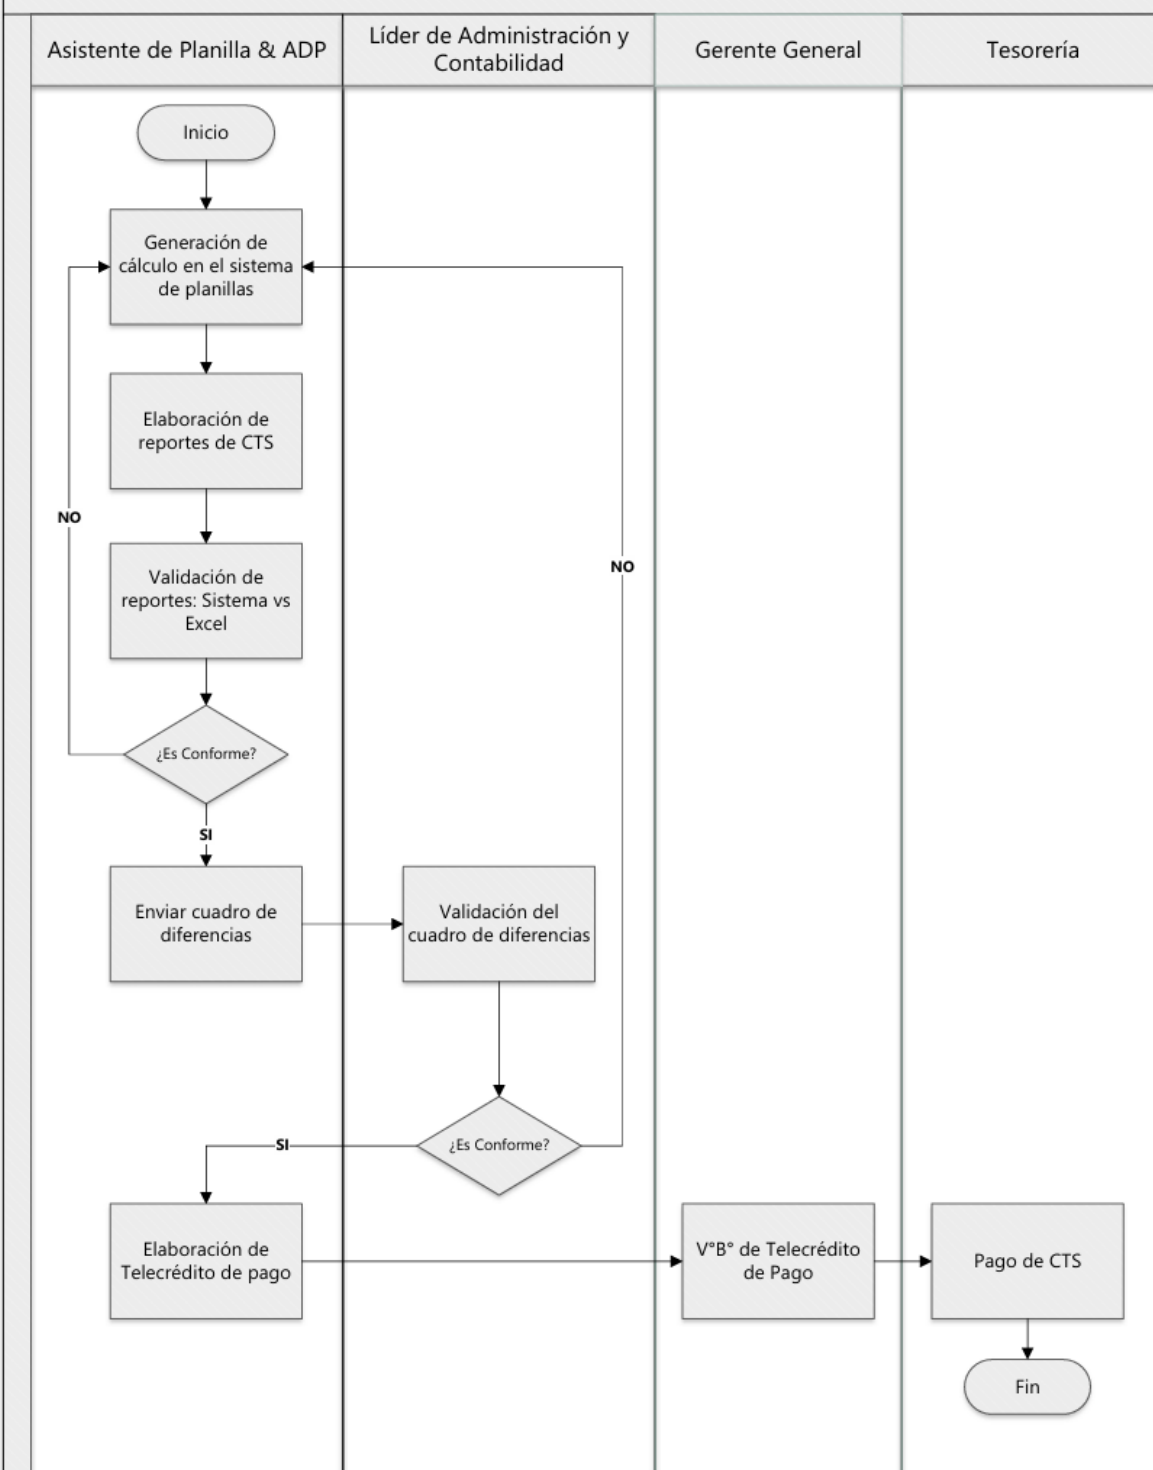 Asistente de Planilla & ADP
Líder de Administración y
Contabilidad
Gerente General
Tesorería
Inicio
Generación de
cálculo en el sistema
de planillas
Elaboración de
reportes de CTS
NO
Validación de
reportes: Sistema vs
Excel
NO
¿Es Conforme?
SI
Enviar cuadro de
diferencias
Validación del
cuadro de diferencias
¿Es Conforme?
SI
Elaboración de
Telecrédito de pago
V°B° de Telecrédito
de Pago
Pago de CTS
Fin